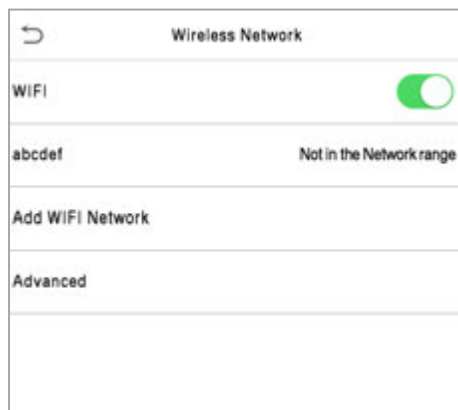 Wireless Network
WIFI
abcdef Not in the Network range
Add WIFI Network
Advanced